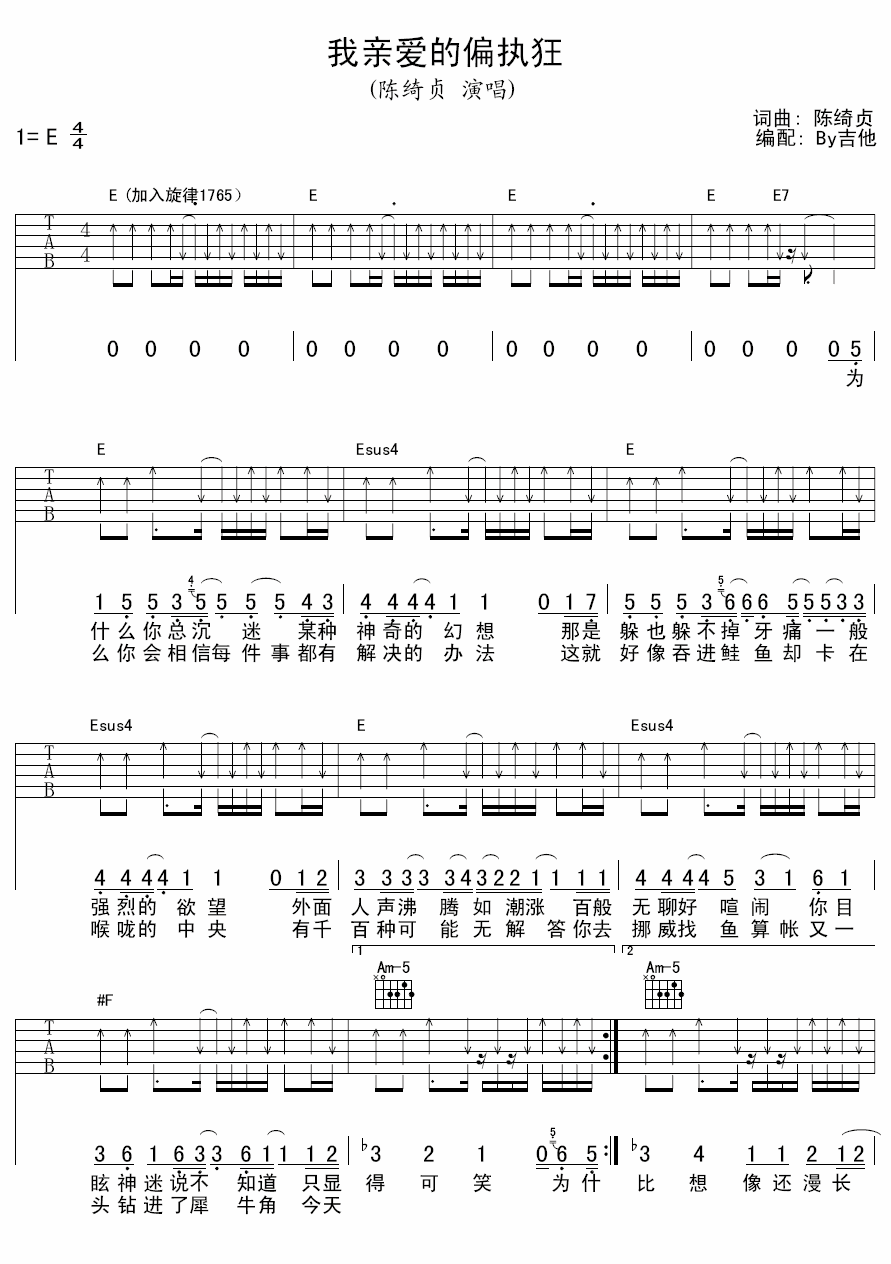 我亲爱的偏执狂
(陈绮贞 演唱)
词曲: 陈绮贞
1= E 4/4
编配: By吉他
E (加入旋律1765) E E E E7
T A B 4 4
0 0 0 0 0 0 0 0 0 0 0 0 0 0 0 0 5
为
E Esus4 E
T A B
4 5
1 5 5 3 5 5 5 5 4 3 4 4 4 4 1 1 0 1 7 5 5 5 3 6 6 6 5 5 5 3 3
什么你总沉 迷 某种 神奇的 幻想 那是 躲也躲不掉牙痛一般
么你会相信每件事都有 解决的 办法 这就 好像吞进鲑鱼却卡在
Esus4 E Esus4
T A B
4 4 4 4 1 1 0 1 2 3 3 3 3 3 4 3 2 2 1 1 1 1 4 4 4 4 5 3 1 6 1
强烈的 欲望 外面 人声沸 腾如潮涨 百般 无聊好 喧闹 你目
喉咙的 中央 有千 百种可 能无解 答你去 挪威找 鱼算帐又一
1 2
#F Am-5 Am-5
T A B
5
3 6 1 6 3 3 6 1 1 1 2 ♭3 2 1 0 6 5 ♭3 4 1 1 2 1 2
眩神迷说不 知道 只显 得 可 笑 为什 比 想 像还漫长
头钻进了犀 牛角 今天